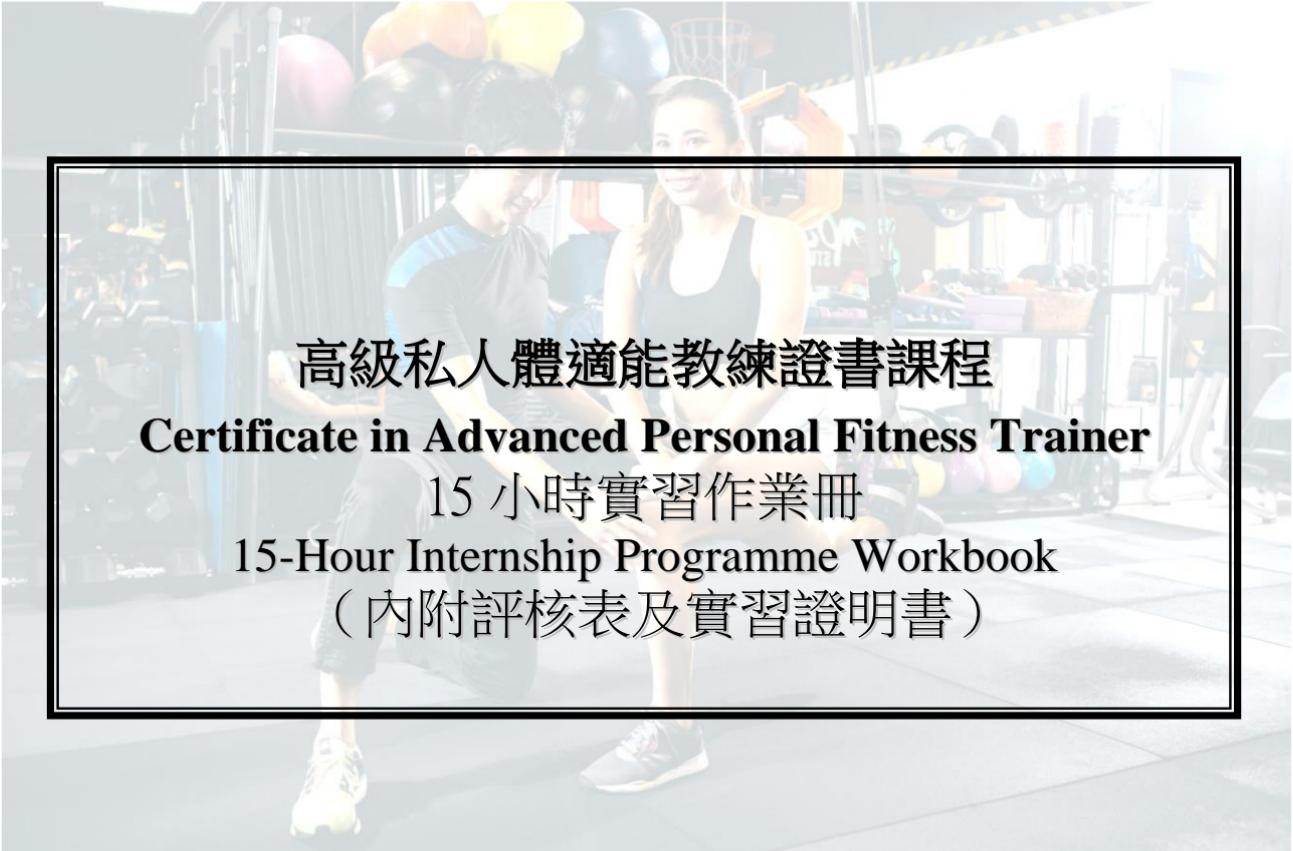 高級私人體適能教練證書課程
Certificate in Advanced Personal Fitness Trainer
15 小時實習作業冊
15-Hour Internship Programme Workbook
（內附評核表及實習證明書）